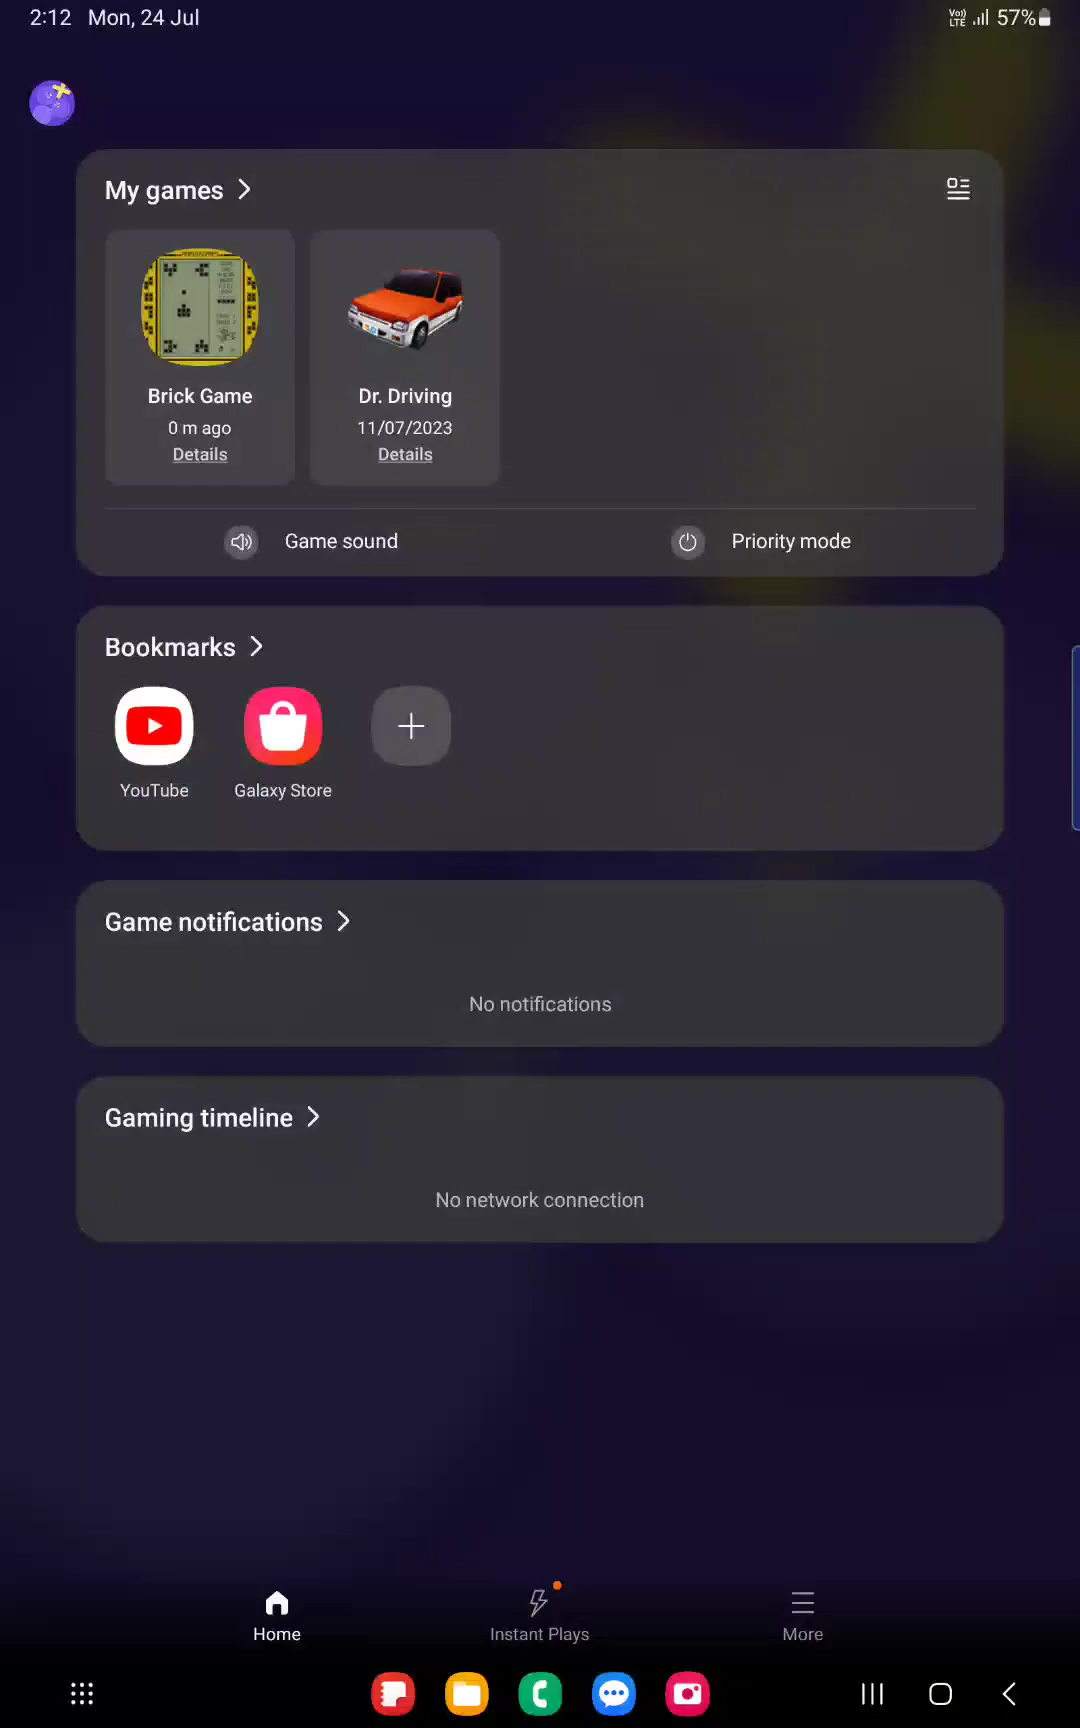 2:12 Mon, 24 Jul
Vo)) LTE 57%
My games
Brick Game
0 m ago
Details
Dr. Driving
11/07/2023
Details
Game sound
Priority mode
Bookmarks
YouTube
Galaxy Store
Game notifications
No notifications
Gaming timeline
No network connection
Home
Instant Plays
More